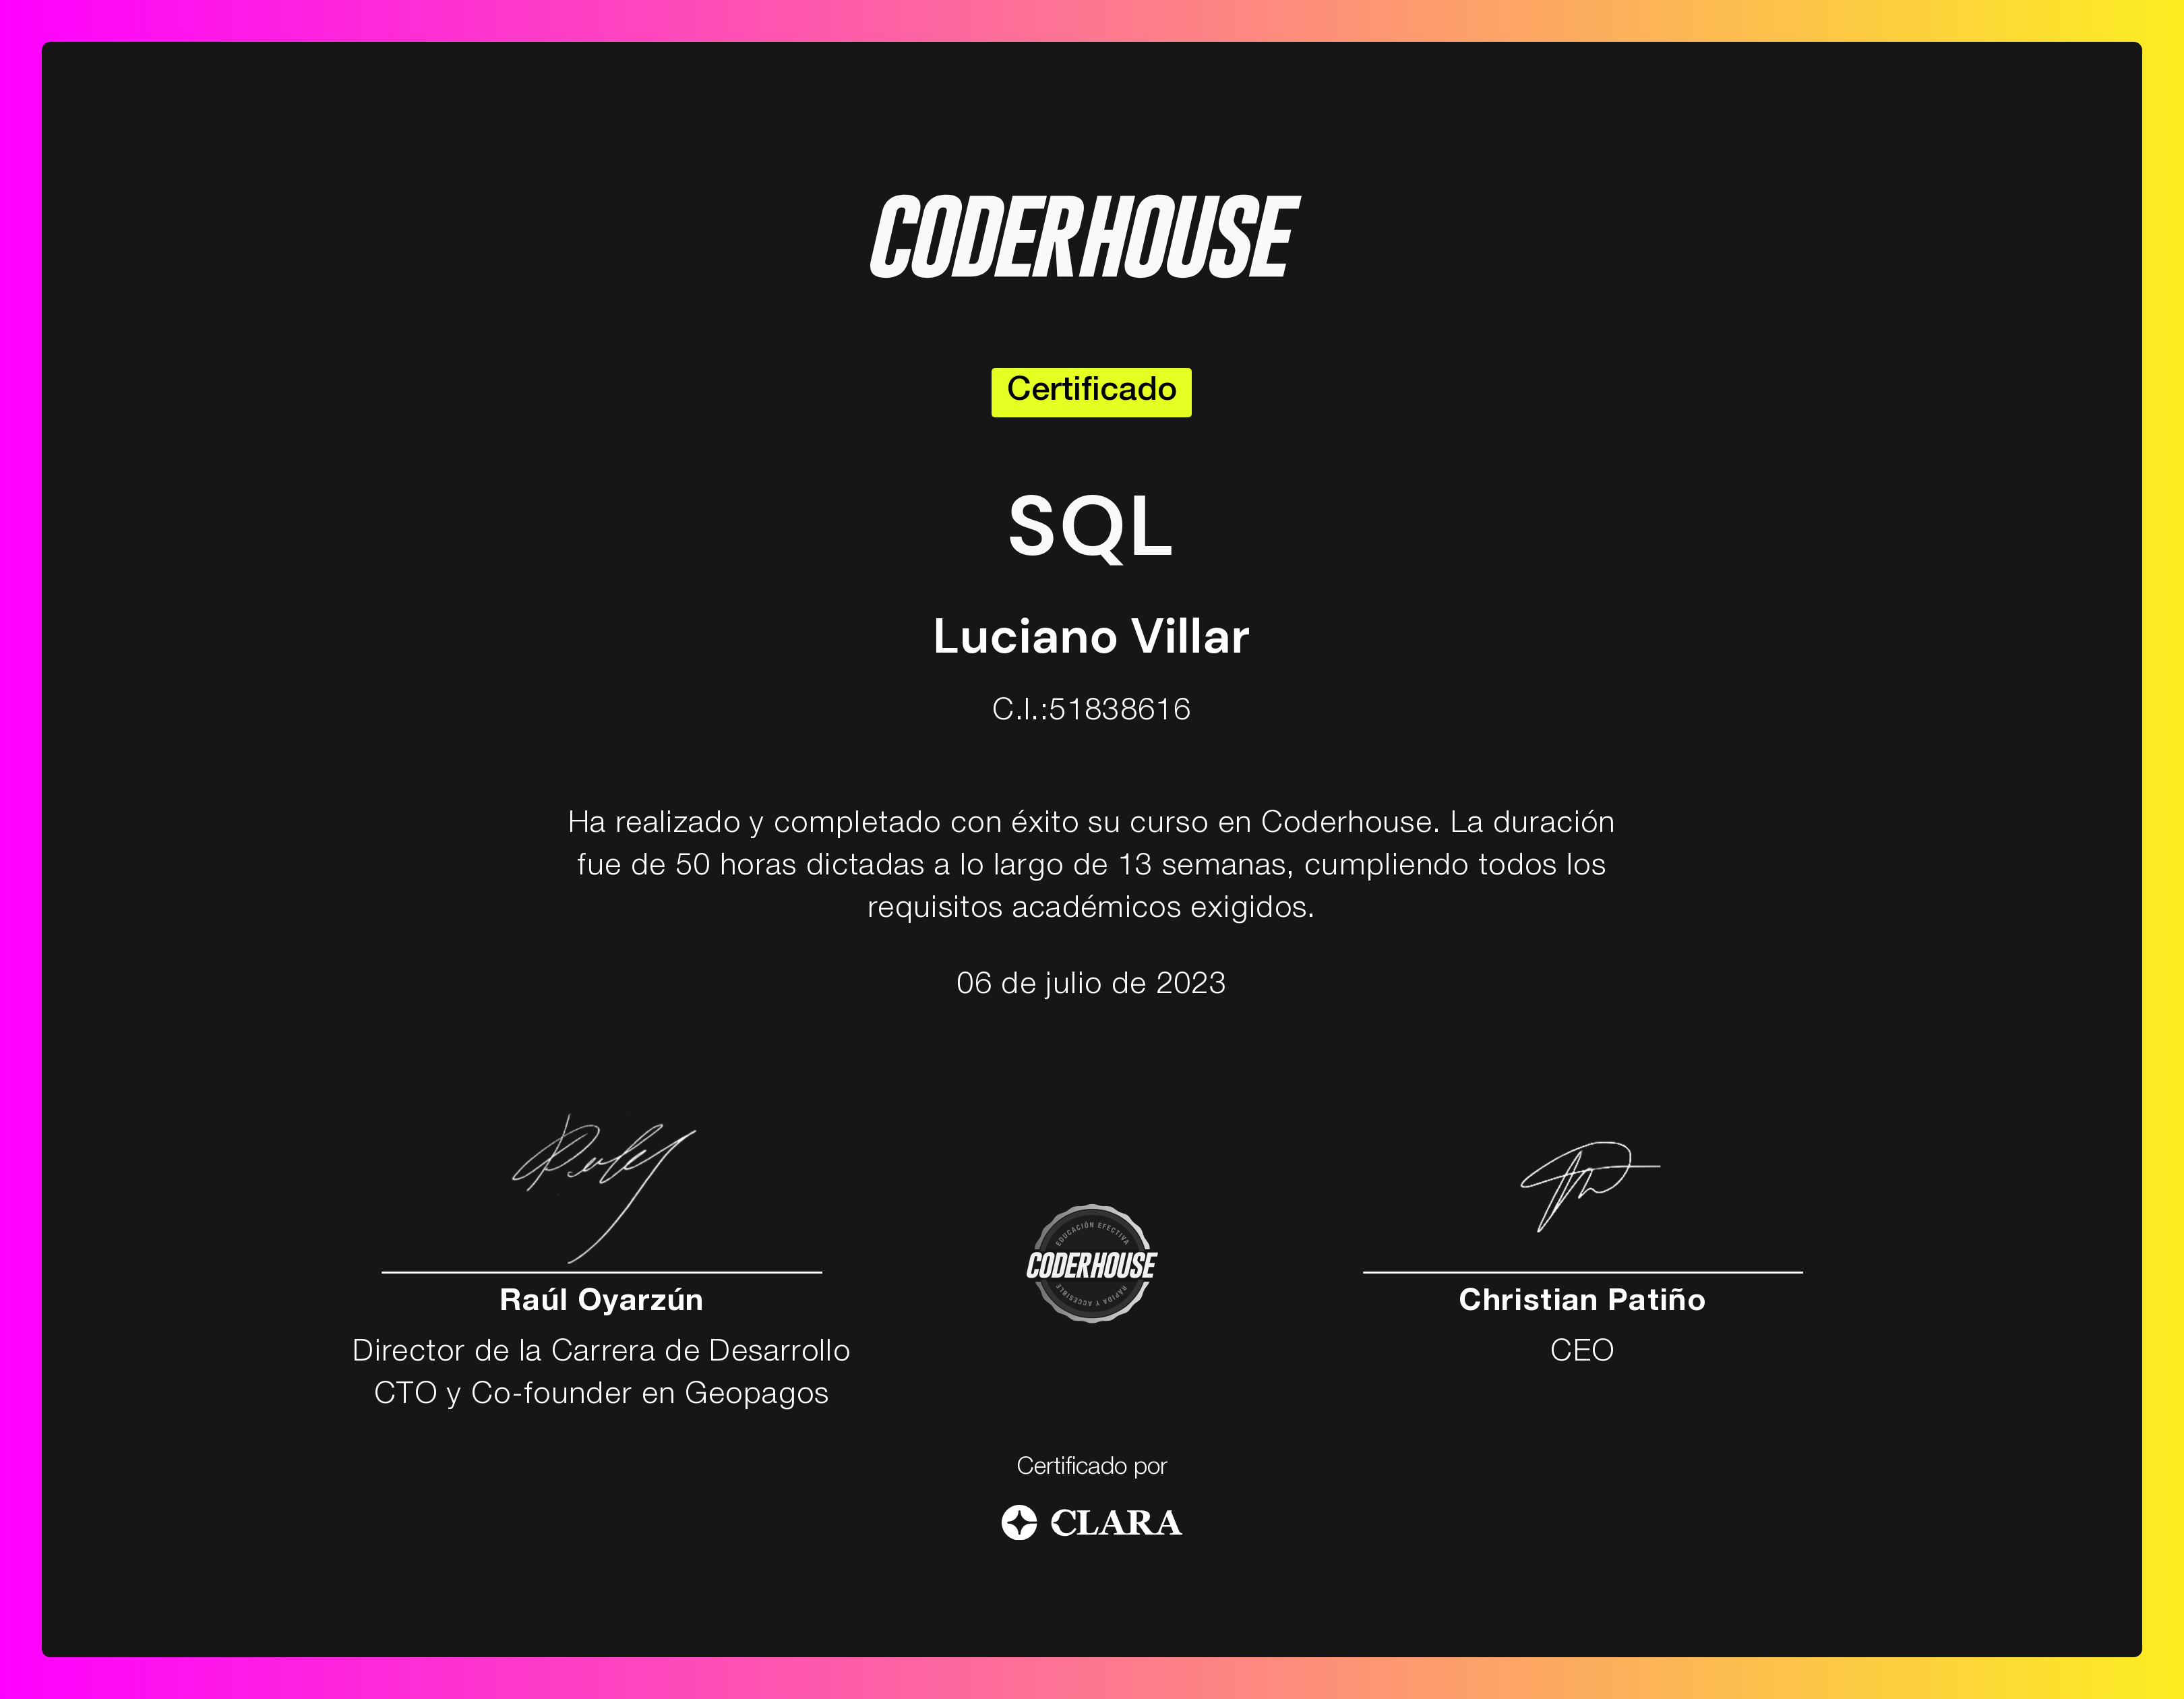 CODERHOUSE
Certificado
SQL
Luciano Villar
C.I.:51838616
Ha realizado y completado con éxito su curso en Coderhouse. La duración
fue de 50 horas dictadas a lo largo de 13 semanas, cumpliendo todos los
requisitos académicos exigidos.
06 de julio de 2023
EDUCACIÓN EFECTIVA
CODERHOUSE
RÁPIDA Y ACCESIBLE
Raúl Oyarzún
Director de la Carrera de Desarrollo
CTO y Co-founder en Geopagos
Christian Patiño
CEO
Certificado por
CLARA